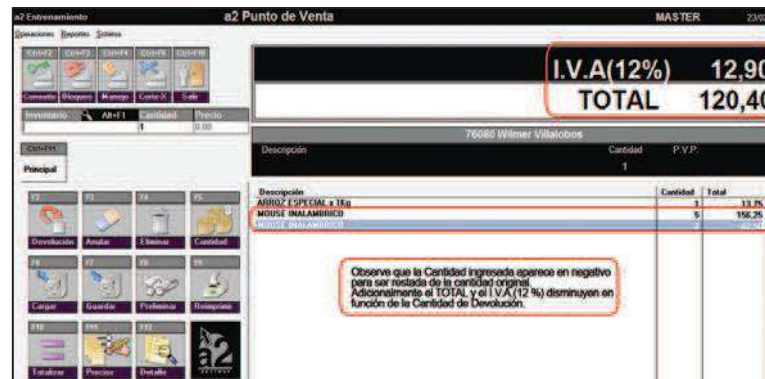 a2 Entrenamiento
a2 Punto de Venta
MASTER
23/02
Operaciones Reportes Sistema
Ctrl+F2 Ctrl+F3 Ctrl+F4 Ctrl+F6 Ctrl+F10
Consulta Bloqueo Manejo Corte-X Sale
I.V.A(12%) 12,90
TOTAL 120,40
Inventario Alt+F1 Cantidad Precio
1 0.00
76080 Wilmer Villalobos
Descripción Cantidad P.V.P.
1
Ctrl+F11
Principal
Descripción Cantidad Total
ARROZ ESPECIAL x 1Kg 1 13,75
MOUSE INALAMBRICO 5 156,25
MOUSE INALAMBRICO
F2 F3 F4 F5
Devolución Anular Eliminar Cantidad
Observe que la Cantidad ingresada aparece en negativo
para ser restada de la cantidad original.
Adicionalmente el TOTAL y el I.V.A.(12 %) disminuyen en
función de la Cantidad de Devolución.
F6 F7 F8 F9
Cargar Guardar Preliminar Reimprimir
F10 F11 F12
Totalizar Precios Detalle
a2